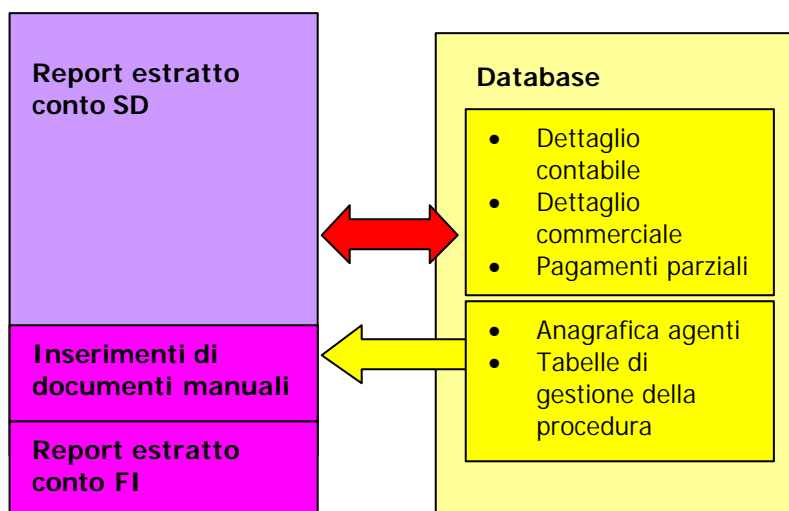 Report estratto
conto SD
Inserimenti di
documenti manuali
Report estratto
conto FI
Database
• Dettaglio
contabile
• Dettaglio
commerciale
• Pagamenti parziali
• Anagrafica agenti
• Tabelle di
gestione della
procedura